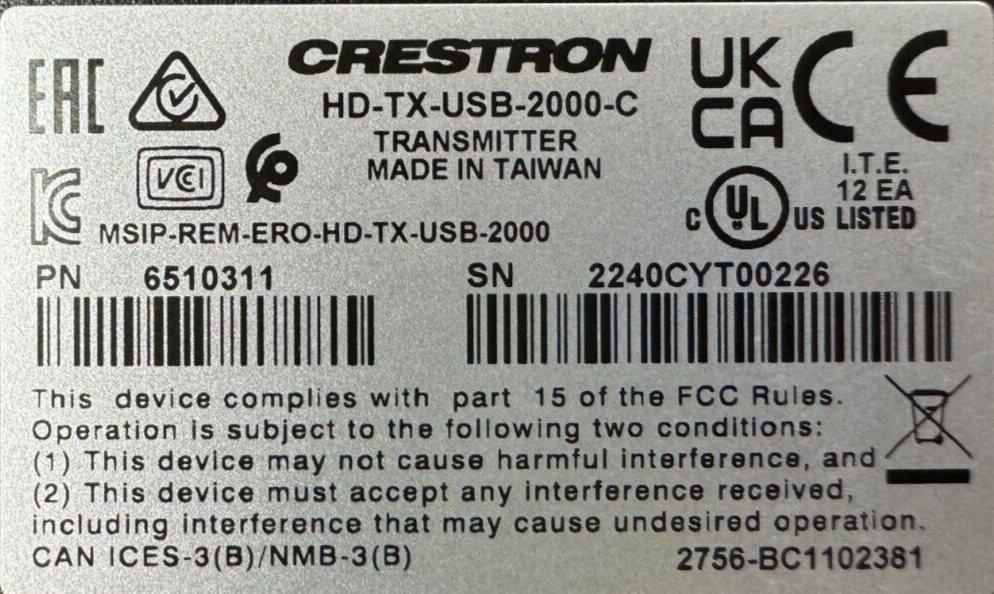 EAC
CRESTRON
UK
CA
CE
HD-TX-USB-2000-C
TRANSMITTER
MADE IN TAIWAN
VCI
I.T.E.
12 EA
C UL US LISTED
KC
MSIP-REM-ERO-HD-TX-USB-2000
PN 6510311
SN 2240CYT00226
This device complies with part 15 of the FCC Rules.
Operation is subject to the following two conditions:
(1) This device may not cause harmful interference, and
(2) This device must accept any interference received,
including interference that may cause undesired operation.
CAN ICES-3(B)/NMB-3(B)
2756-BC1102381